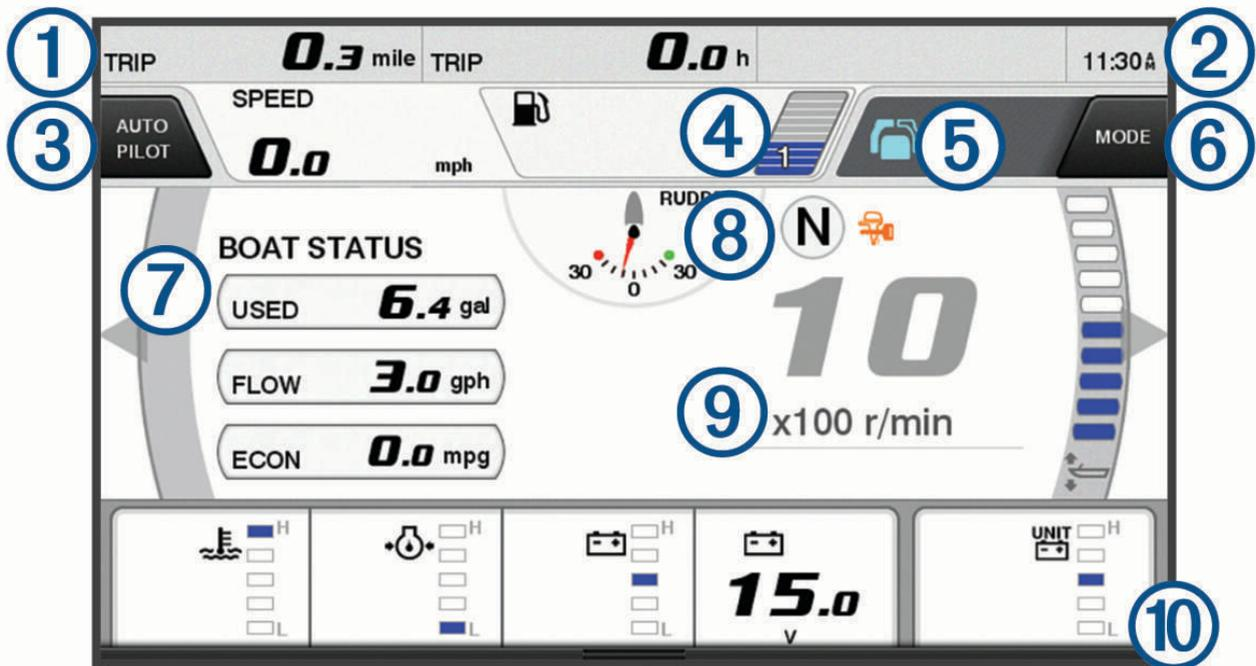 ① TRIP 0.3 mile TRIP 0.0 h 11:30 AM ②
③ AUTO PILOT SPEED 0.0 mph ④ 1 ⑤ MODE ⑥
⑧ N
30 0 30
10
⑨ x100 r/min
⑦ BOAT STATUS
USED 6.4 gal
FLOW 3.0 gph
ECON 0.0 mpg
H L
H L
H L
15.0 V
UNIT H L
⑩